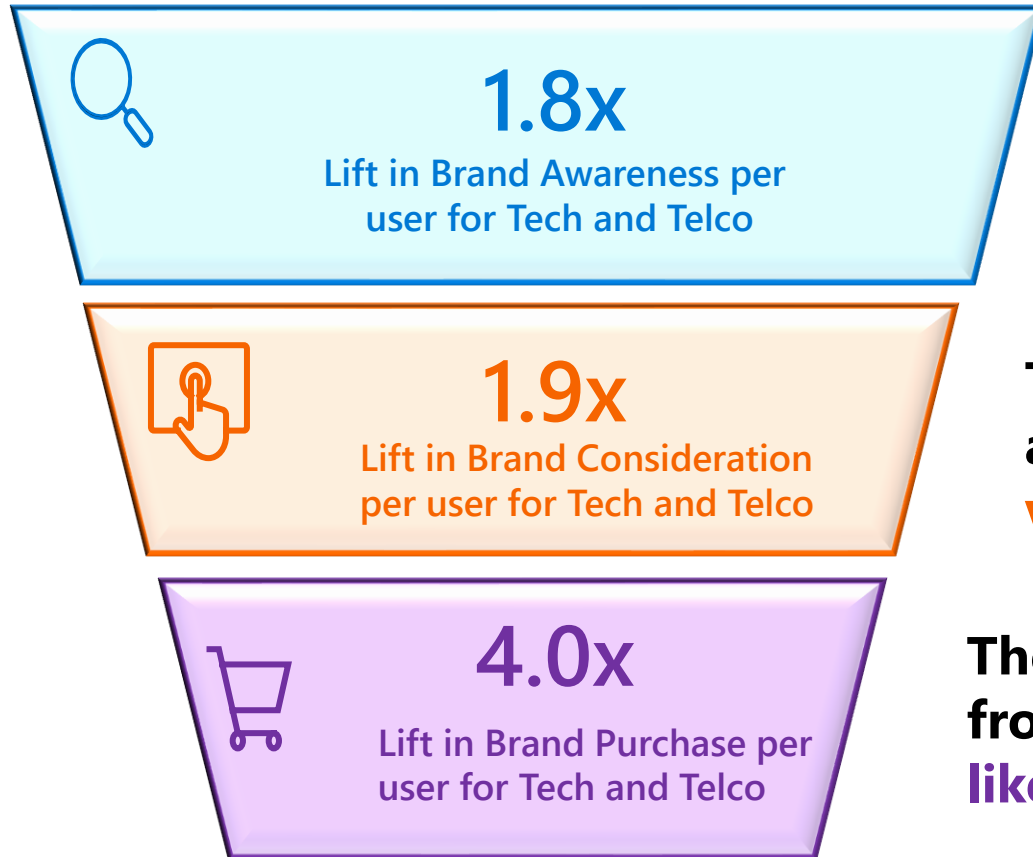 1.8x
Lift in Brand Awareness per
user for Tech and Telco
1.9x
Lift in Brand Consideration
per user for Tech and Telco
4.0x
Lift in Brand Purchase per
user for Tech and Telco